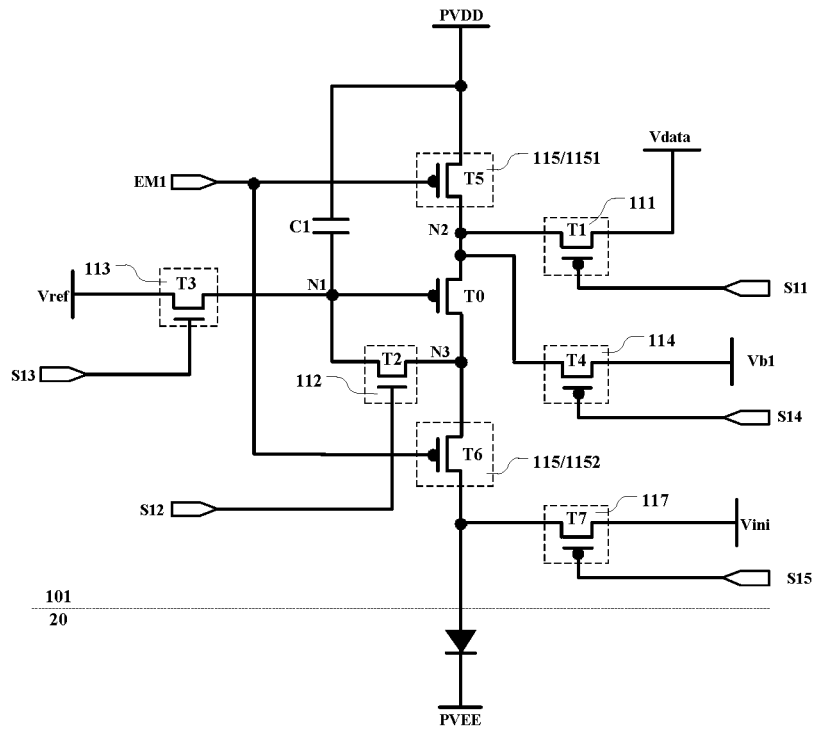 PVDD
Vdata
115/1151
EM1
T5
111
C1
N2
T1
113
T3
N1
Vref
T0
S11
T2
N3
114
T4
S13
112
Vb1
T6
S14
115/1152
S12
117
T7
Vini
S15
101
20
PVEE